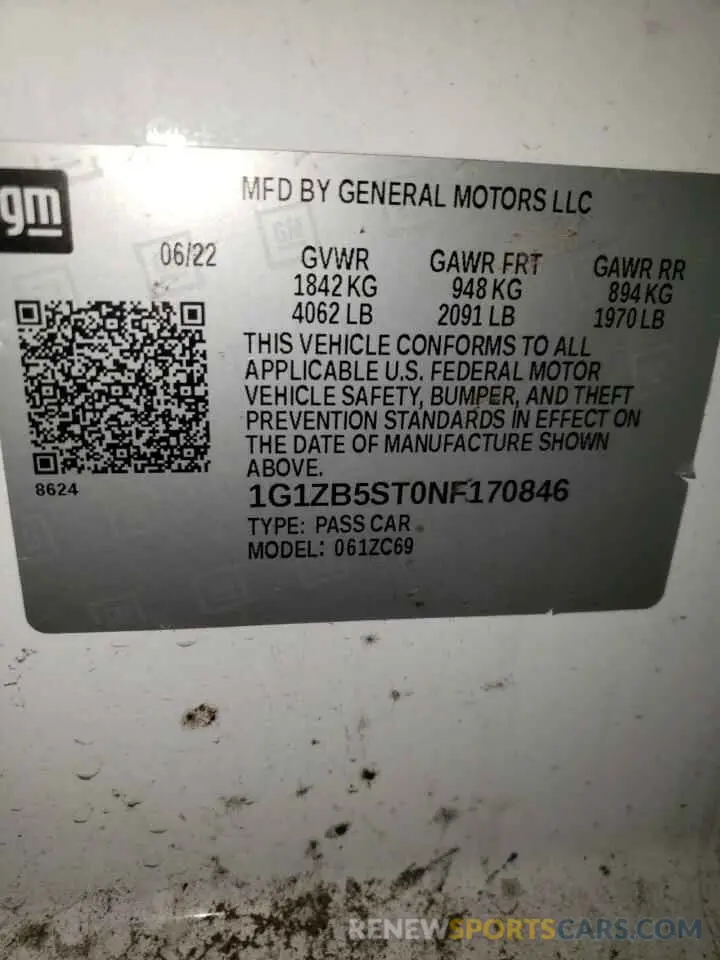 gm
MFD BY GENERAL MOTORS LLC
06/22
GVWR GAWR FRT GAWR RR
1842 KG 948 KG 894 KG
4062 LB 2091 LB 1970 LB
THIS VEHICLE CONFORMS TO ALL
APPLICABLE U.S. FEDERAL MOTOR
VEHICLE SAFETY, BUMPER, AND THEFT
PREVENTION STANDARDS IN EFFECT ON
THE DATE OF MANUFACTURE SHOWN
ABOVE.
8624
1G1ZB5ST0NF170846
TYPE: PASS CAR
MODEL: 061ZC69
RENEWSPORTSCARS.COM